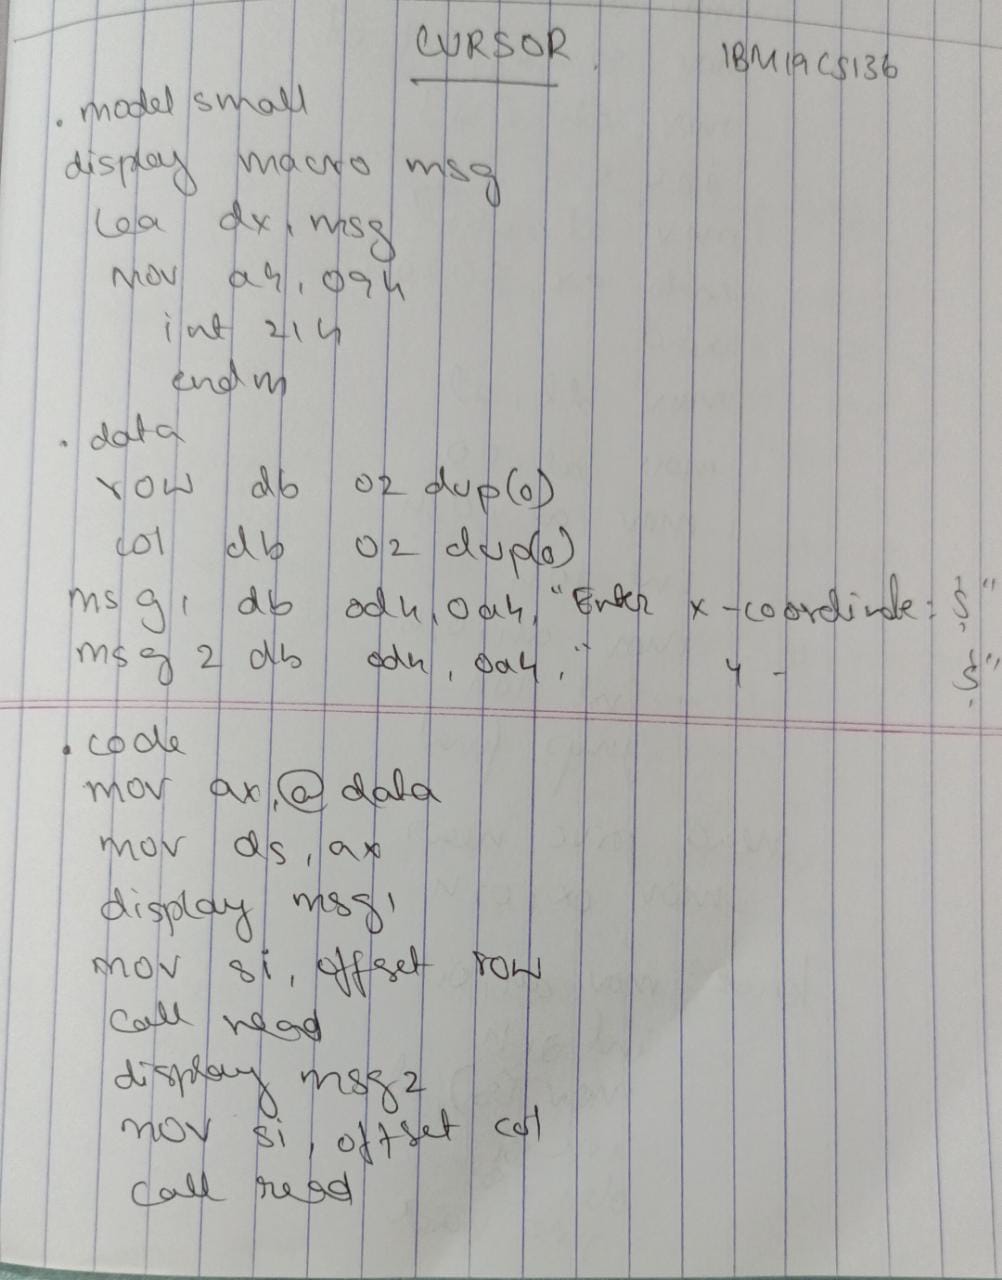 CURSOR
1BM19CS136
.model small
display macro msg
lea dx, msg
mov ah, 09h
int 21h
endm
.data
row db 02 dup(0)
col db 02 dup(0)
msg1 db 0dh, 0ah, "Enter x-coordinate: $"
msg2 db 0dh, 0ah, " y - $"
.code
mov ax, @data
mov ds, ax
display msg1
mov si, offset row
call read
display msg2
mov si, offset col
call read